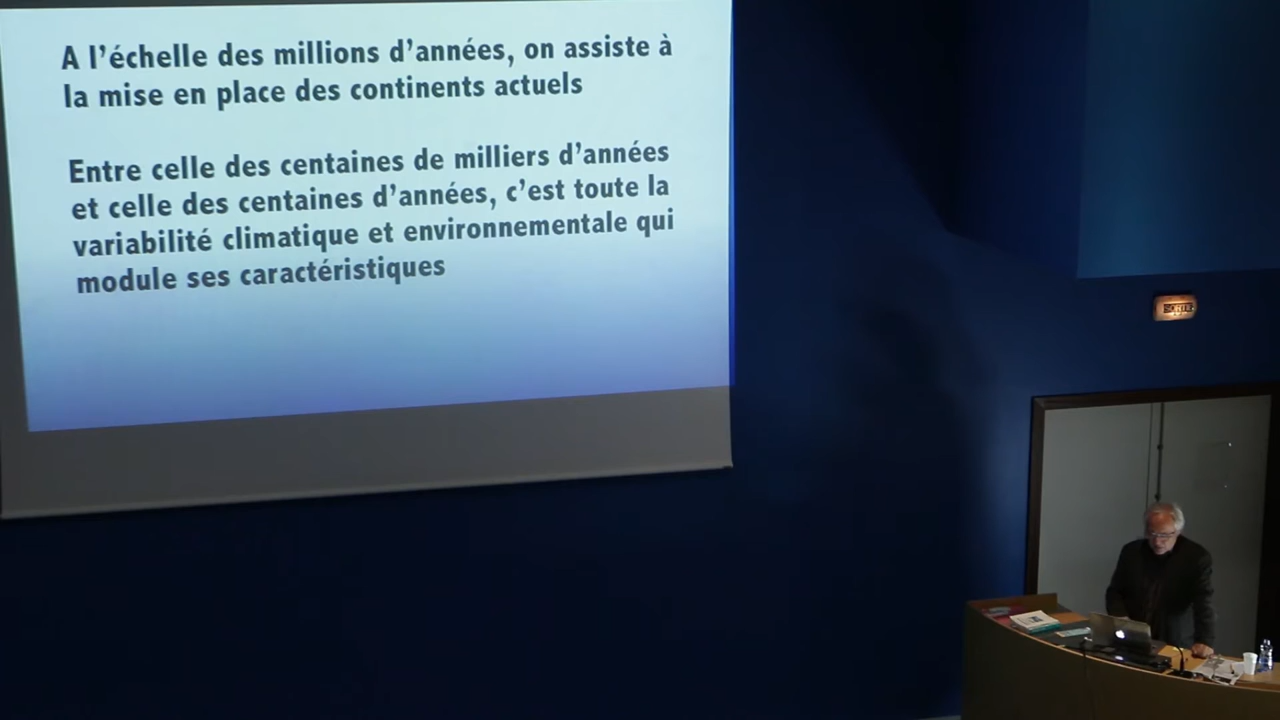 A l’échelle des millions d’années, on assiste à
la mise en place des continents actuels
Entre celle des centaines de milliers d’années
et celle des centaines d’années, c’est toute la
variabilité climatique et environnementale qui
module ses caractéristiques
SORTIE